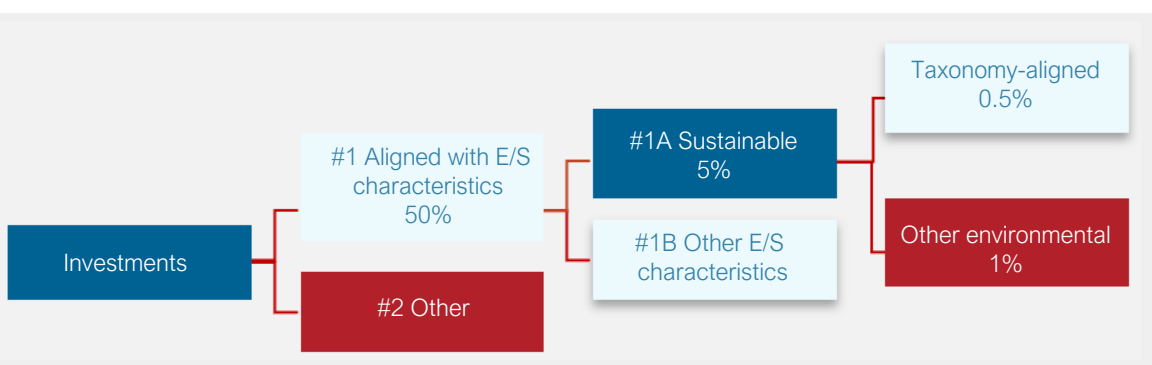 Investments
#1 Aligned with E/S
characteristics
50%
#2 Other
#1A Sustainable
5%
#1B Other E/S
characteristics
Taxonomy-aligned
0.5%
Other environmental
1%